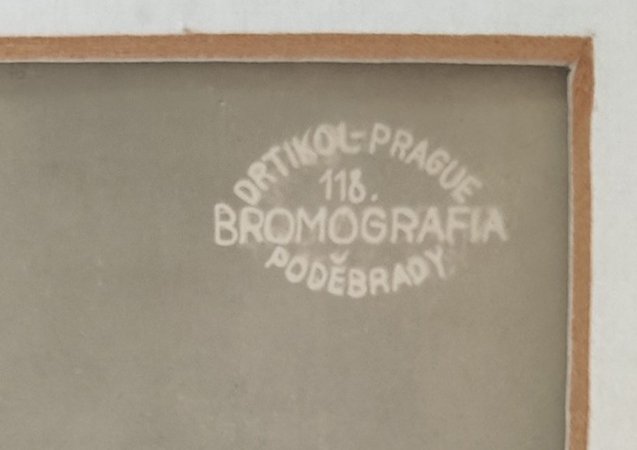 DRTIKOL-PRAGUE
118.
BROMOGRAFIA
PODĚBRADY